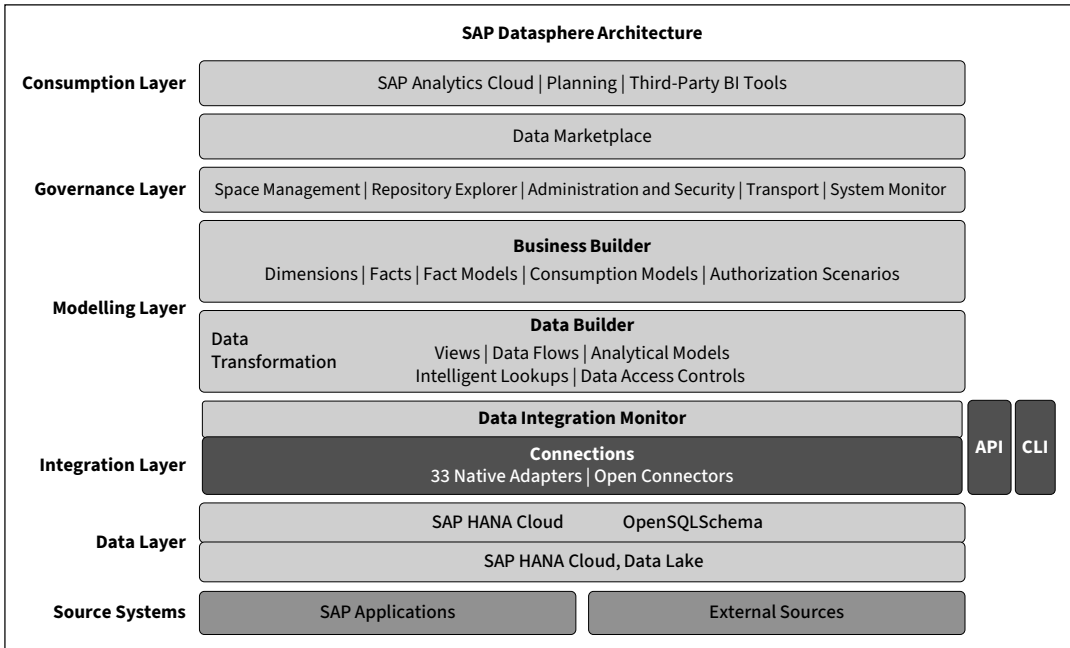 SAP Datasphere Architecture
Consumption Layer
SAP Analytics Cloud | Planning | Third-Party BI Tools
Data Marketplace
Governance Layer
Space Management | Repository Explorer | Administration and Security | Transport | System Monitor
Modelling Layer
Business Builder
Dimensions | Facts | Fact Models | Consumption Models | Authorization Scenarios
Data
Transformation
Data Builder
Views | Data Flows | Analytical Models
Intelligent Lookups | Data Access Controls
Integration Layer
Data Integration Monitor
Connections
33 Native Adapters | Open Connectors
API
CLI
Data Layer
SAP HANA Cloud OpenSQLSchema
SAP HANA Cloud, Data Lake
Source Systems
SAP Applications
External Sources